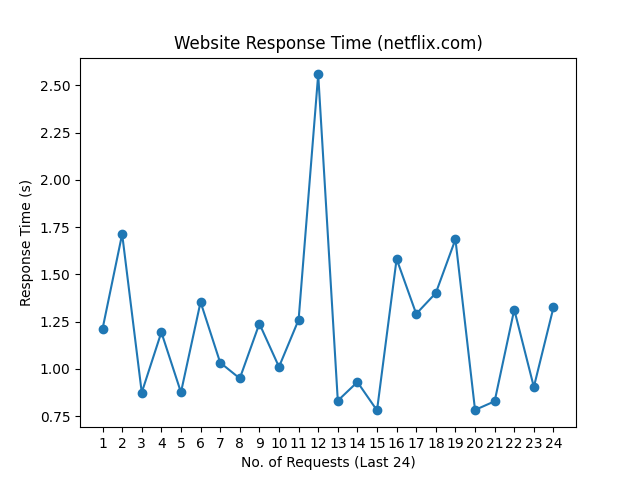 Website Response Time (netflix.com)
Response Time (s)
2.50
2.25
2.00
1.75
1.50
1.25
1.00
0.75
1 2 3 4 5 6 7 8 9 10 11 12 13 14 15 16 17 18 19 20 21 22 23 24
No. of Requests (Last 24)